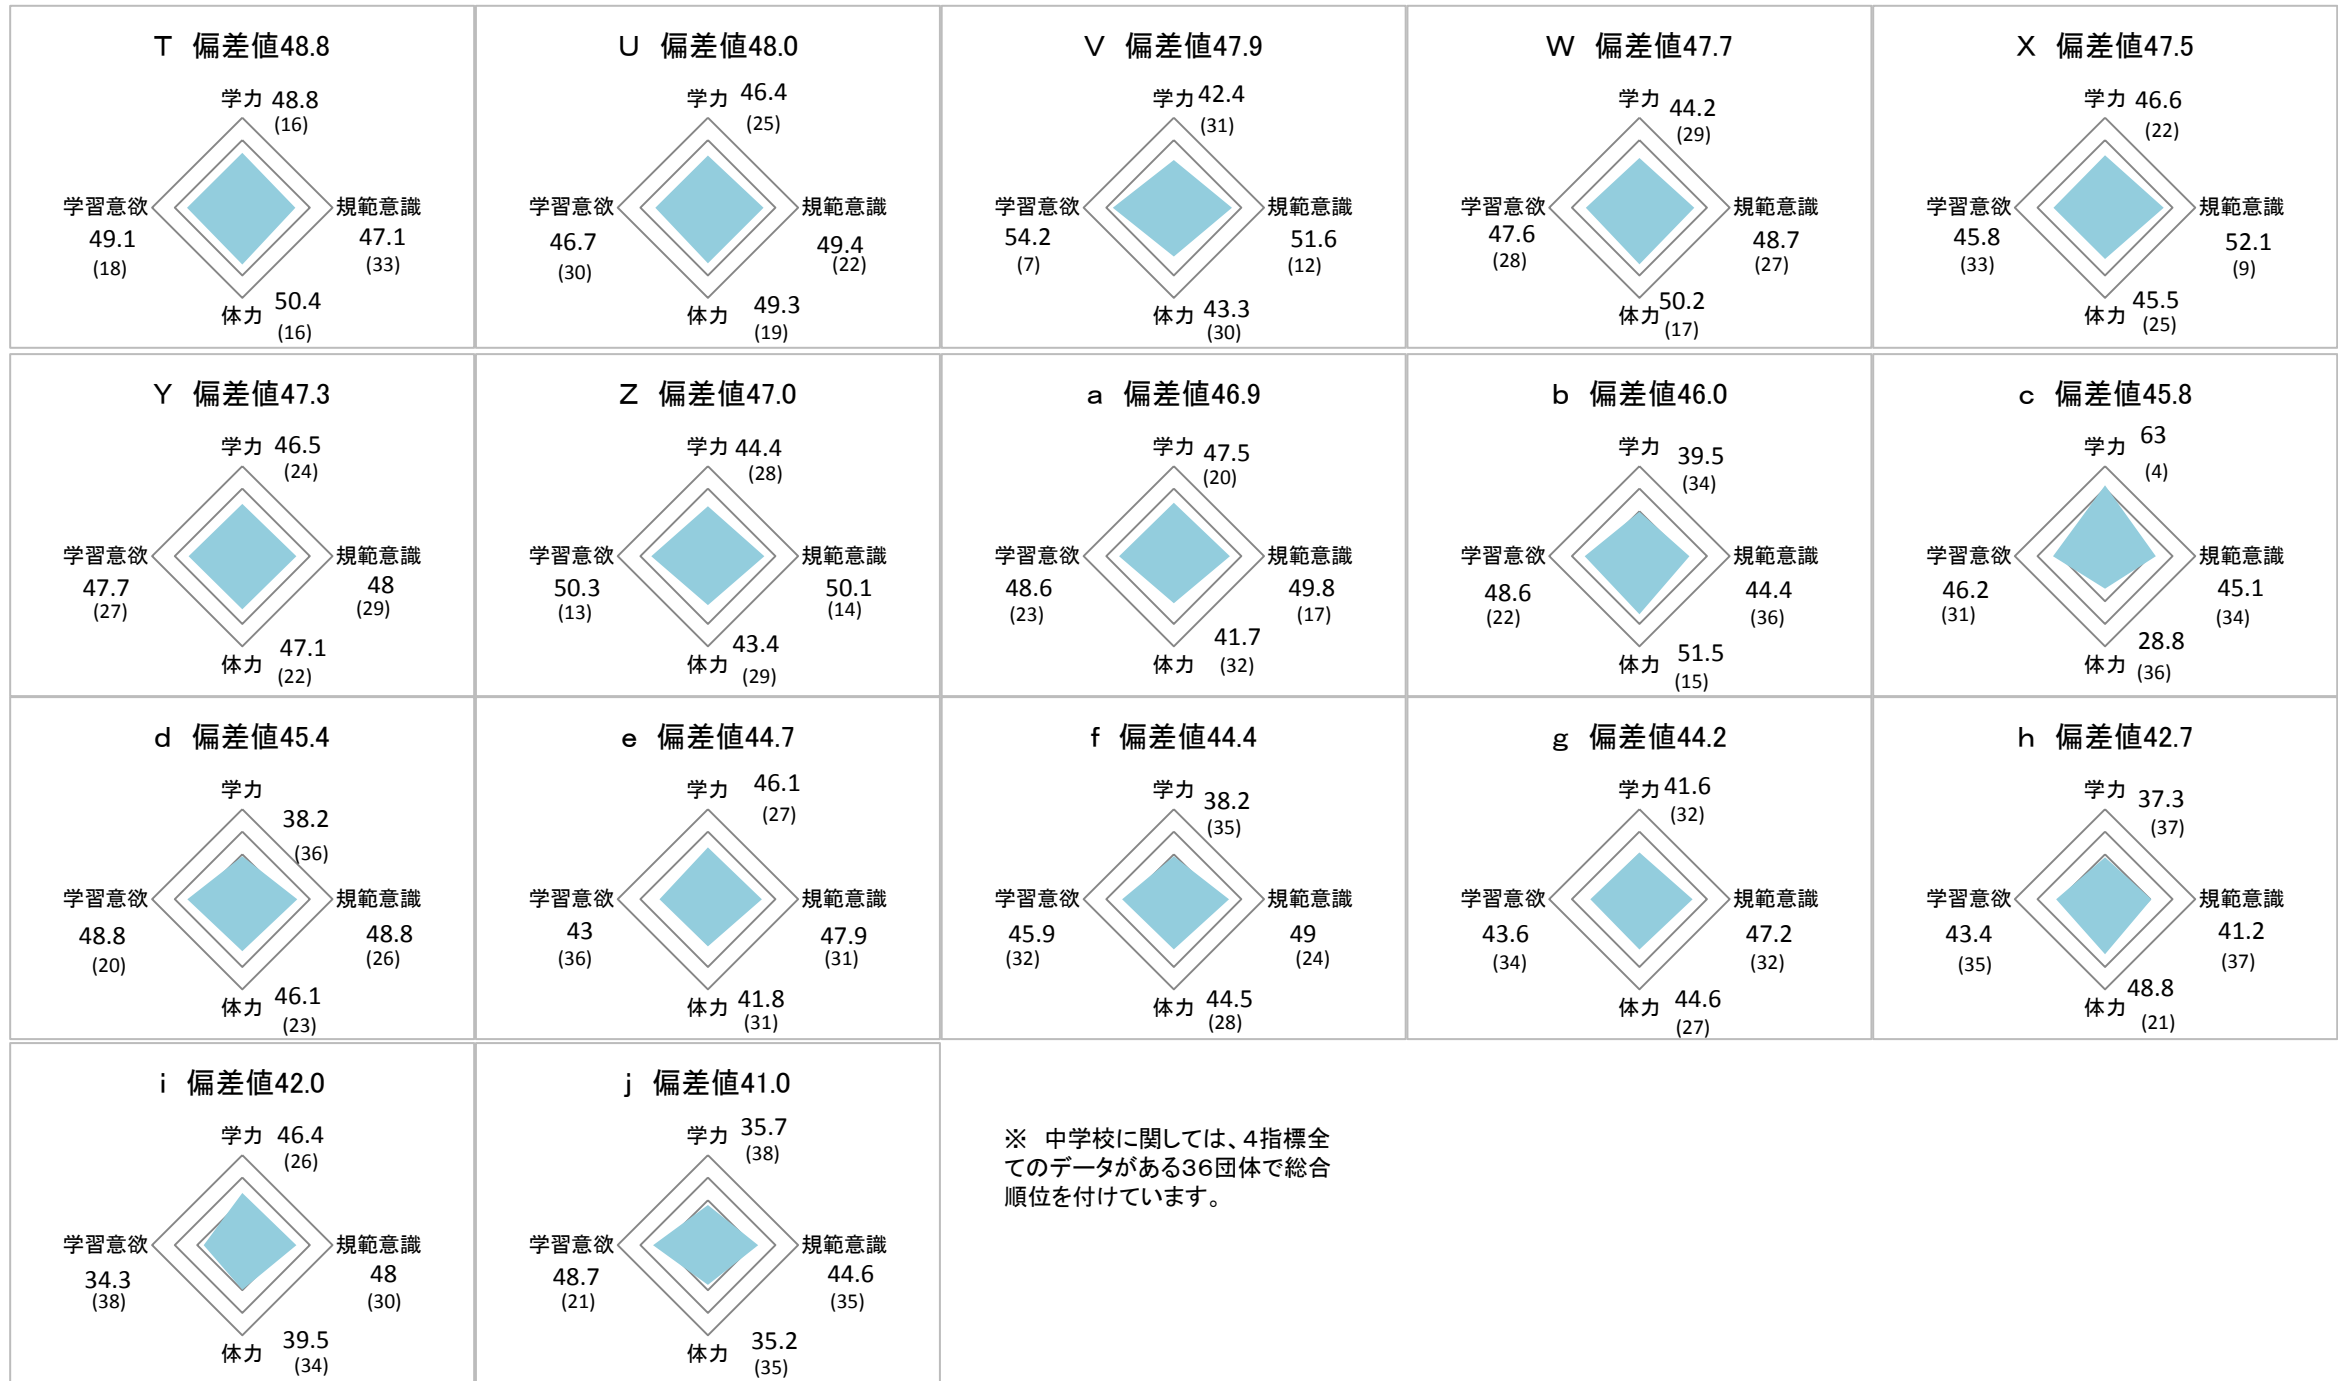 T 偏差値48.8
学力 48.8
(16)
学習意欲
49.1
(18)
規範意識
47.1
(33)
体力 50.4
(16)
U 偏差値48.0
学力 46.4
(25)
学習意欲
46.7
(30)
規範意識
49.4
(22)
体力 49.3
(19)
V 偏差値47.9
学力 42.4
(31)
学習意欲
54.2
(7)
規範意識
51.6
(12)
体力 43.3
(30)
W 偏差値47.7
学力 44.2
(29)
学習意欲
47.6
(28)
規範意識
48.7
(27)
体力 50.2
(17)
X 偏差値47.5
学力 46.6
(22)
学習意欲
45.8
(33)
規範意識
52.1
(9)
体力 45.5
(25)
Y 偏差値47.3
学力 46.5
(24)
学習意欲
47.7
(27)
規範意識
48
(29)
体力 47.1
(22)
Z 偏差値47.0
学力 44.4
(28)
学習意欲
50.3
(13)
規範意識
50.1
(14)
体力 43.4
(29)
a 偏差値46.9
学力 47.5
(20)
学習意欲
48.6
(23)
規範意識
49.8
(17)
体力 41.7
(32)
b 偏差値46.0
学力 39.5
(34)
学習意欲
48.6
(22)
規範意識
44.4
(36)
体力 51.5
(15)
c 偏差値45.8
学力 63
(4)
学習意欲
46.2
(31)
規範意識
45.1
(34)
体力 28.8
(36)
d 偏差値45.4
学力 38.2
(36)
学習意欲
48.8
(20)
規範意識
48.8
(26)
体力 46.1
(23)
e 偏差値44.7
学力 46.1
(27)
学習意欲
43
(36)
規範意識
47.9
(31)
体力 41.8
(31)
f 偏差値44.4
学力 38.2
(35)
学習意欲
45.9
(32)
規範意識
49
(24)
体力 44.5
(28)
g 偏差値44.2
学力 41.6
(32)
学習意欲
43.6
(34)
規範意識
47.2
(32)
体力 44.6
(27)
h 偏差値42.7
学力 37.3
(37)
学習意欲
43.4
(35)
規範意識
41.2
(37)
体力 48.8
(21)
i 偏差値42.0
学力 46.4
(26)
学習意欲
34.3
(38)
規範意識
48
(30)
体力 39.5
(34)
j 偏差値41.0
学力 35.7
(38)
学習意欲
48.7
(21)
規範意識
44.6
(35)
体力 35.2
(35)
※ 中学校に関しては、4指標全
てのデータがある36団体で総合
順位を付けています。